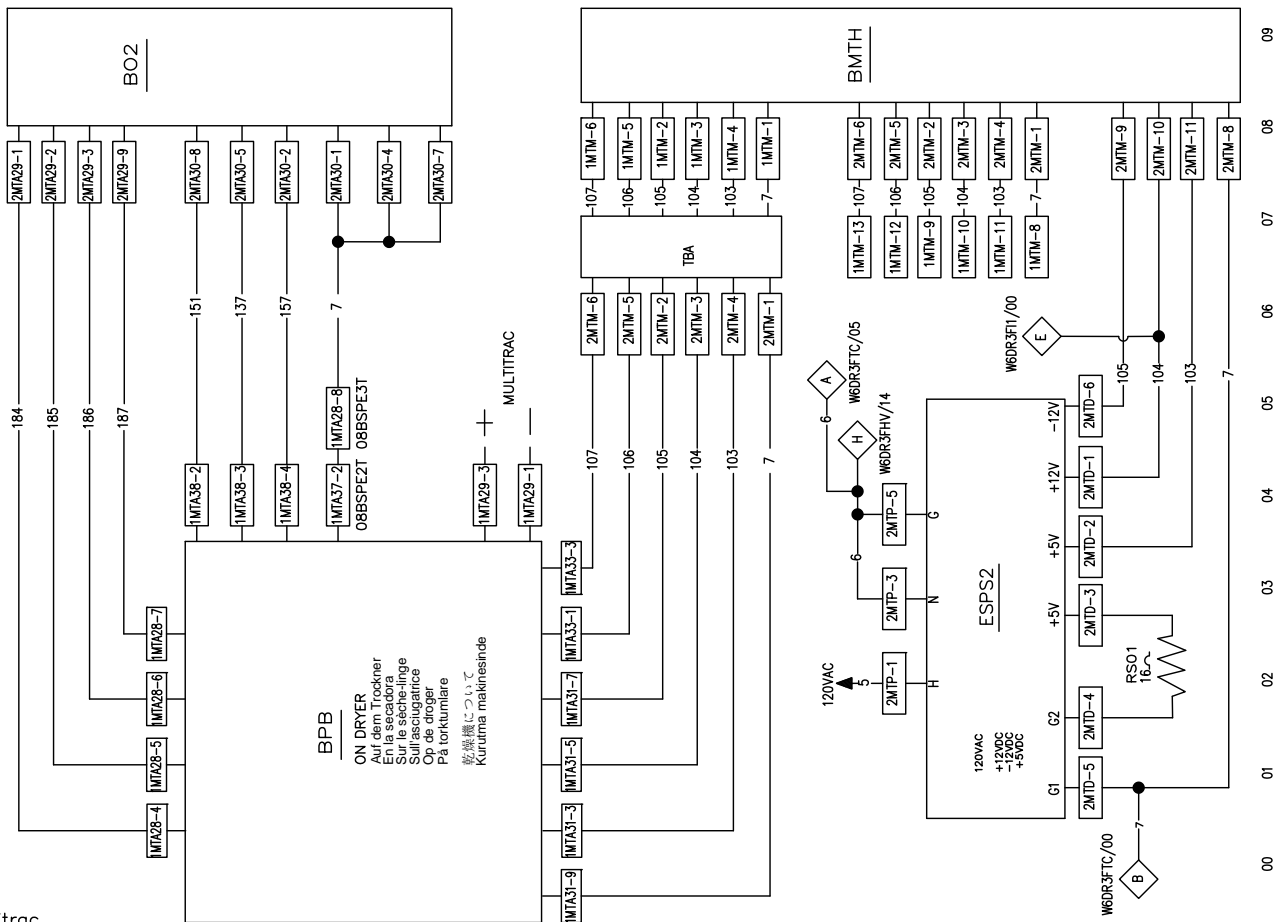 BO2
BMTH
09
2MTA29-1
2MTA29-2
2MTA29-3
2MTA29-9
2MTA30-8
2MTA30-5
2MTA30-2
2MTA30-1
2MTA30-4
2MTA30-7
1MTM-6
1MTM-5
1MTM-2
1MTM-3
1MTM-4
1MTM-1
2MTM-6
2MTM-5
2MTM-2
2MTM-3
2MTM-4
2MTM-1
2MTM-9
2MTM-10
2MTM-11
2MTM-8
08
107
106
105
104
103
7
107
106
105
104
103
7
07
TBA
1MTM-13
1MTM-12
1MTM-9
1MTM-10
1MTM-11
1MTM-8
151
137
157
7
2MTM-6
2MTM-5
2MTM-2
2MTM-3
2MTM-4
2MTM-1
E
W6DR3FI1/00
06
184
185
186
187
1MTA28-8
08BSPE3T
MULTITRAC
+
–
A
W6DR3FTC/05
6
H
W6DR3FHV/14
105
104
103
7
05
1MTA38-2
1MTA38-3
1MTA38-4
1MTA37-2
08BSPE2T
1MTA29-3
1MTA29-1
107
106
105
104
103
7
-12V
2MTD-6
+12V
2MTD-1
04
2MTP-5
G
+5V
2MTD-2
6
1MTA28-7
1MTA28-6
1MTA28-5
1MTA28-4
1MTA33-3
1MTA33-1
1MTA31-7
1MTA31-5
1MTA31-3
1MTA31-9
2MTP-3
N
ESPS2
+5V
2MTD-3
03
BPB
ON DRYER
Auf dem Trockner
En la secadora
Sur le sèche-linge
Sull'asciugatrice
Op de droger
På torktumlare
乾燥機について
Kurutma makinesinde
120VAC
5
2MTP-1
H
RS01
16
G2
2MTD-4
02
120VAC
+12VDC
-12VDC
+5VDC
G1
2MTD-5
01
7
B
W6DR3FTC/00
00